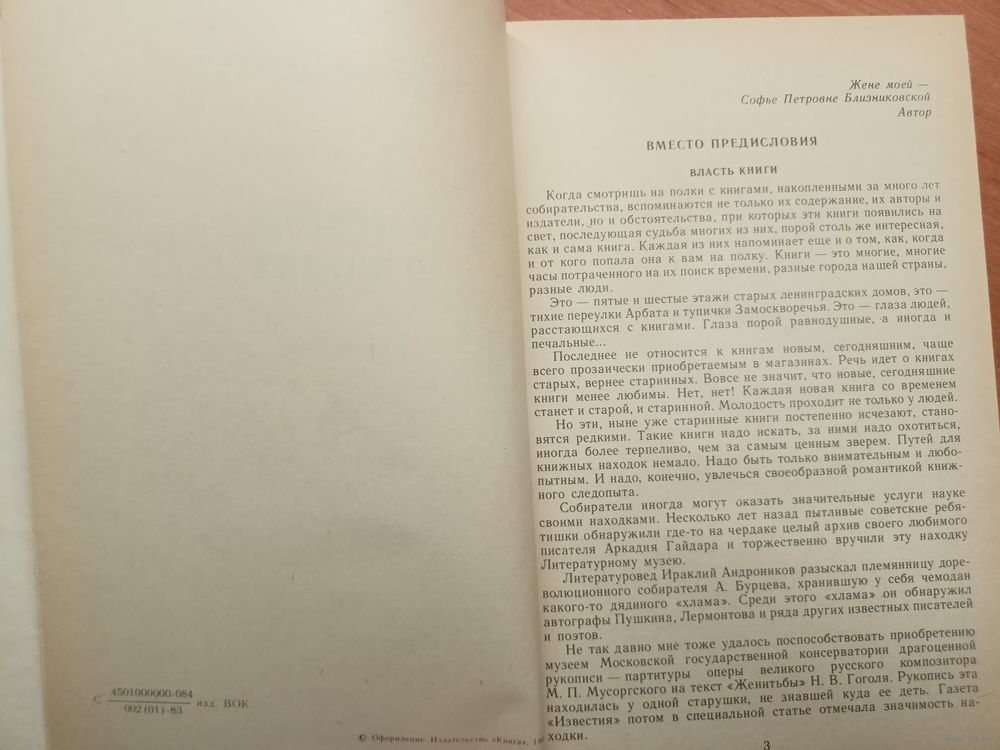 С 4501000000-084
002(01)-83 изд. ВОК
© Оформление. Издательство «Книга», 19
Жене моей —
Софье Петровне Близниковской
Автор
ВМЕСТО ПРЕДИСЛОВИЯ
ВЛАСТЬ КНИГИ
Когда смотришь на полки с книгами, накопленными за много лет
собирательства, вспоминаются не только их содержание, их авторы и
издатели, но и обстоятельства, при которых эти книги появились на
свет, последующая судьба многих из них, порой столь же интересная,
как и сама книга. Каждая из них напоминает еще и о том, как, когда
и от кого попала она к вам на полку. Книги — это многие, многие
часы потраченного на их поиск времени, разные города нашей страны,
разные люди.
Это — пятые и шестые этажи старых ленинградских домов, это —
тихие переулки Арбата и тупички Замоскворечья. Это — глаза людей,
расстающихся с книгами. Глаза порой равнодушные, а иногда и
печальные...
Последнее не относится к книгам новым, сегодняшним, чаще
всего прозаически приобретаемым в магазинах. Речь идет о книгах
старых, вернее старинных. Вовсе не значит, что новые, сегодняшние
книги менее любимы. Нет, нет! Каждая новая книга со временем
станет и старой, и старинной. Молодость проходит не только у людей.
Но эти, ныне уже старинные книги постепенно исчезают, стано-
вятся редкими. Такие книги надо искать, за ними надо охотиться,
иногда более терпеливо, чем за самым ценным зверем. Путей для
книжных находок немало. Надо быть только внимательным и любо-
пытным. И надо, конечно, увлечься своеобразной романтикой книж-
ного следопыта.
Собиратели иногда могут оказать значительные услуги науке
своими находками. Несколько лет назад пытливые советские ребя-
тишки обнаружили где-то на чердаке целый архив своего любимого
писателя Аркадия Гайдара и торжественно вручили эту находку
Литературному музею.
Литературовед Ираклий Андроников разыскал племянницу доре-
волюционного собирателя А. Бурцева, хранившую у себя чемодан
какого-то дядиного «хлама». Среди этого «хлама» он обнаружил
автографы Пушкина, Лермонтова и ряда других известных писателей
и поэтов.
Не так давно мне тоже удалось поспособствовать приобретению
музеем Московской государственной консерватории драгоценной
рукописи — партитуры оперы великого русского композитора
М. П. Мусоргского на текст «Женитьбы» Н. В. Гоголя. Рукопись эта
находилась у одной старушки, не знавшей куда ее деть. Газета
«Известия» потом в специальной статье отмечала значимость на-
ходки.
3